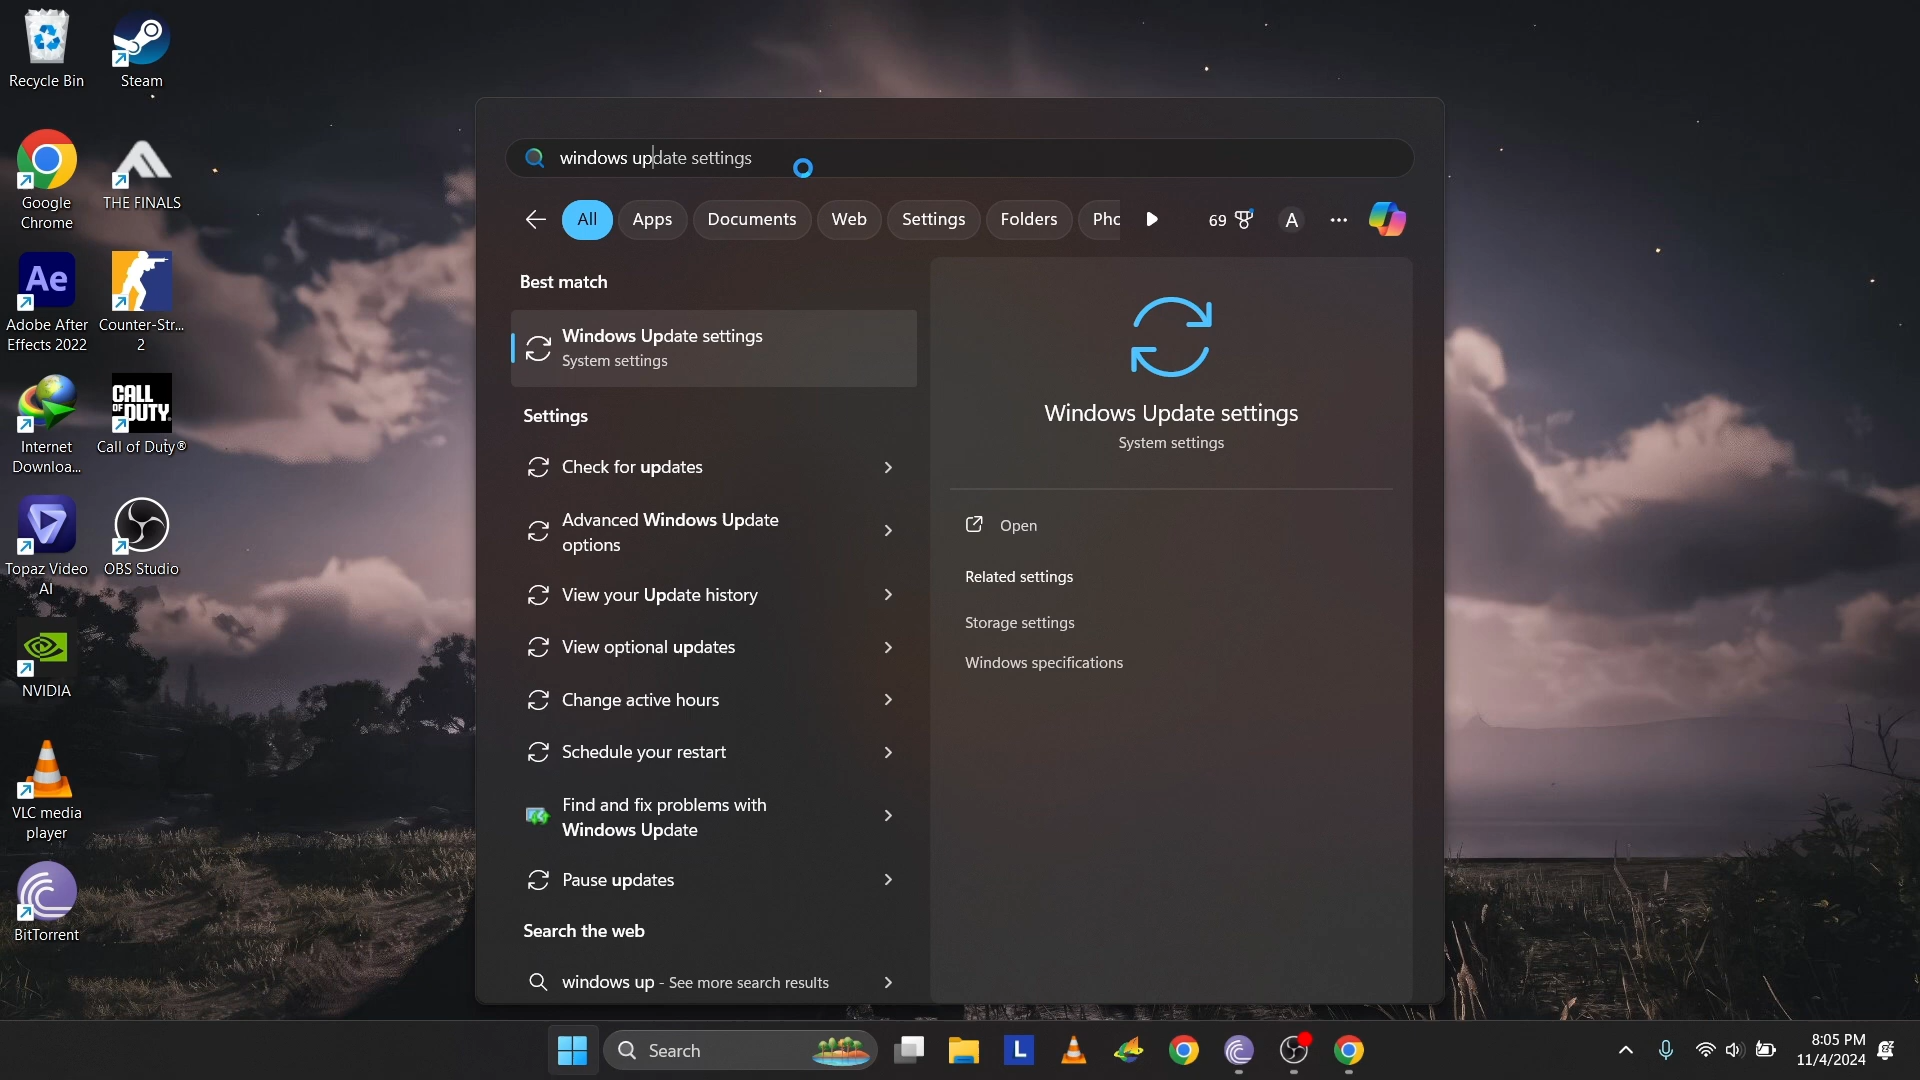 Recycle Bin
Steam
Google
Chrome
THE FINALS
Ae
Adobe After
Effects 2022
Counter-Str...
2
Internet
Downloa...
CALL
OF DUTY
Call of Duty®
Topaz Video
AI
OBS Studio
NVIDIA
VLC media
player
BitTorrent
windows update settings
All
Apps
Documents
Web
Settings
Folders
Pho
69
A
Best match
Windows Update settings
System settings
Settings
Check for updates
Advanced Windows Update
options
View your Update history
View optional updates
Change active hours
Schedule your restart
Find and fix problems with
Windows Update
Pause updates
Search the web
windows up - See more search results
Windows Update settings
System settings
Open
Related settings
Storage settings
Windows specifications
Search
L
8:05 PM
11/4/2024